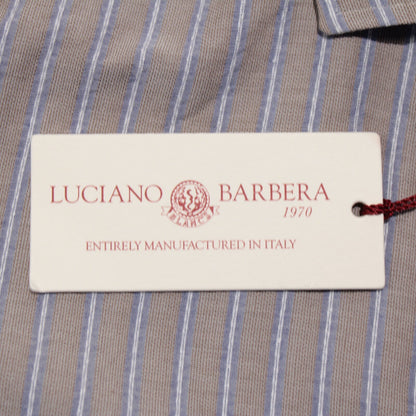 LUCIANO BARBERA
1970
ENTIRELY MANUFACTURED IN ITALY